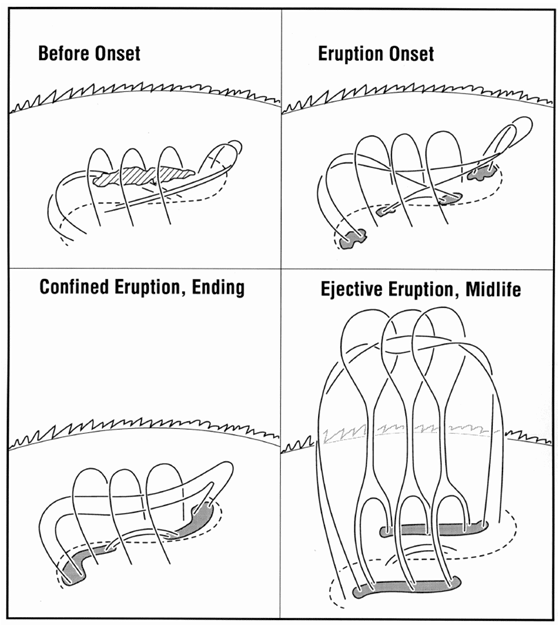 Before Onset
Eruption Onset
Confined Eruption, Ending
Ejective Eruption, Midlife